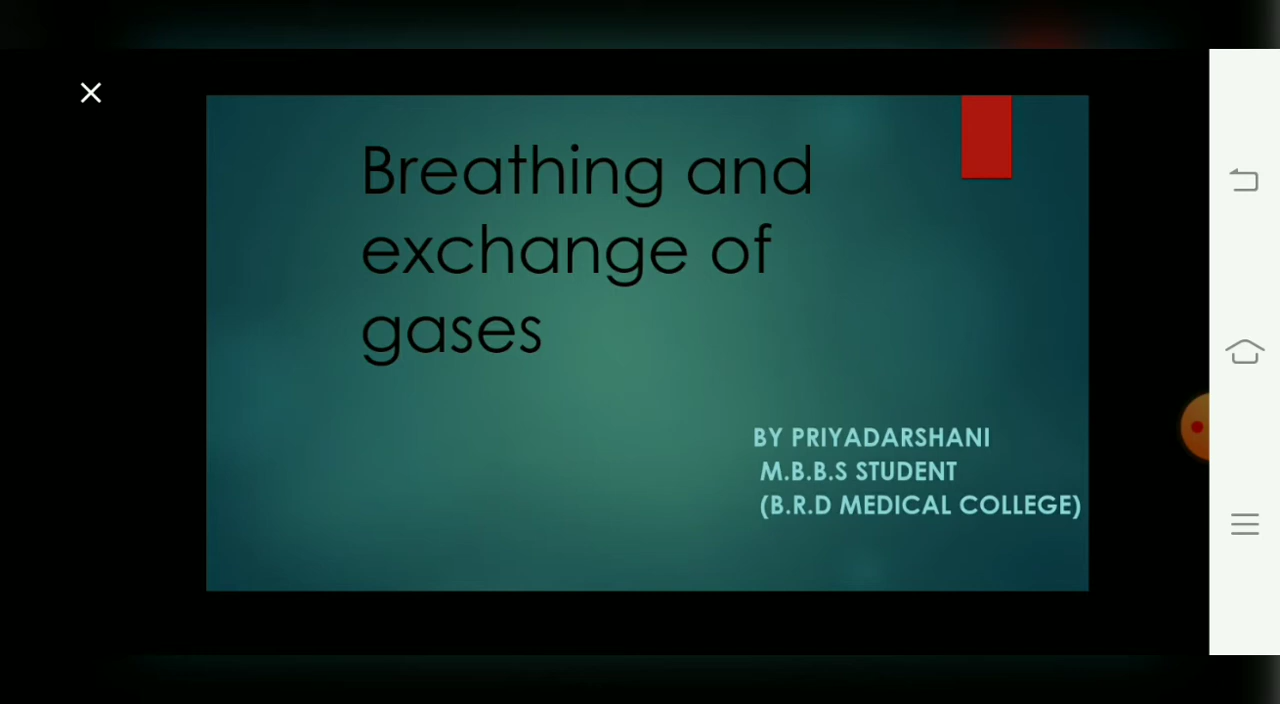 Breathing and
exchange of
gases
BY PRIYADARSHANI
M.B.B.S STUDENT
(B.R.D MEDICAL COLLEGE)